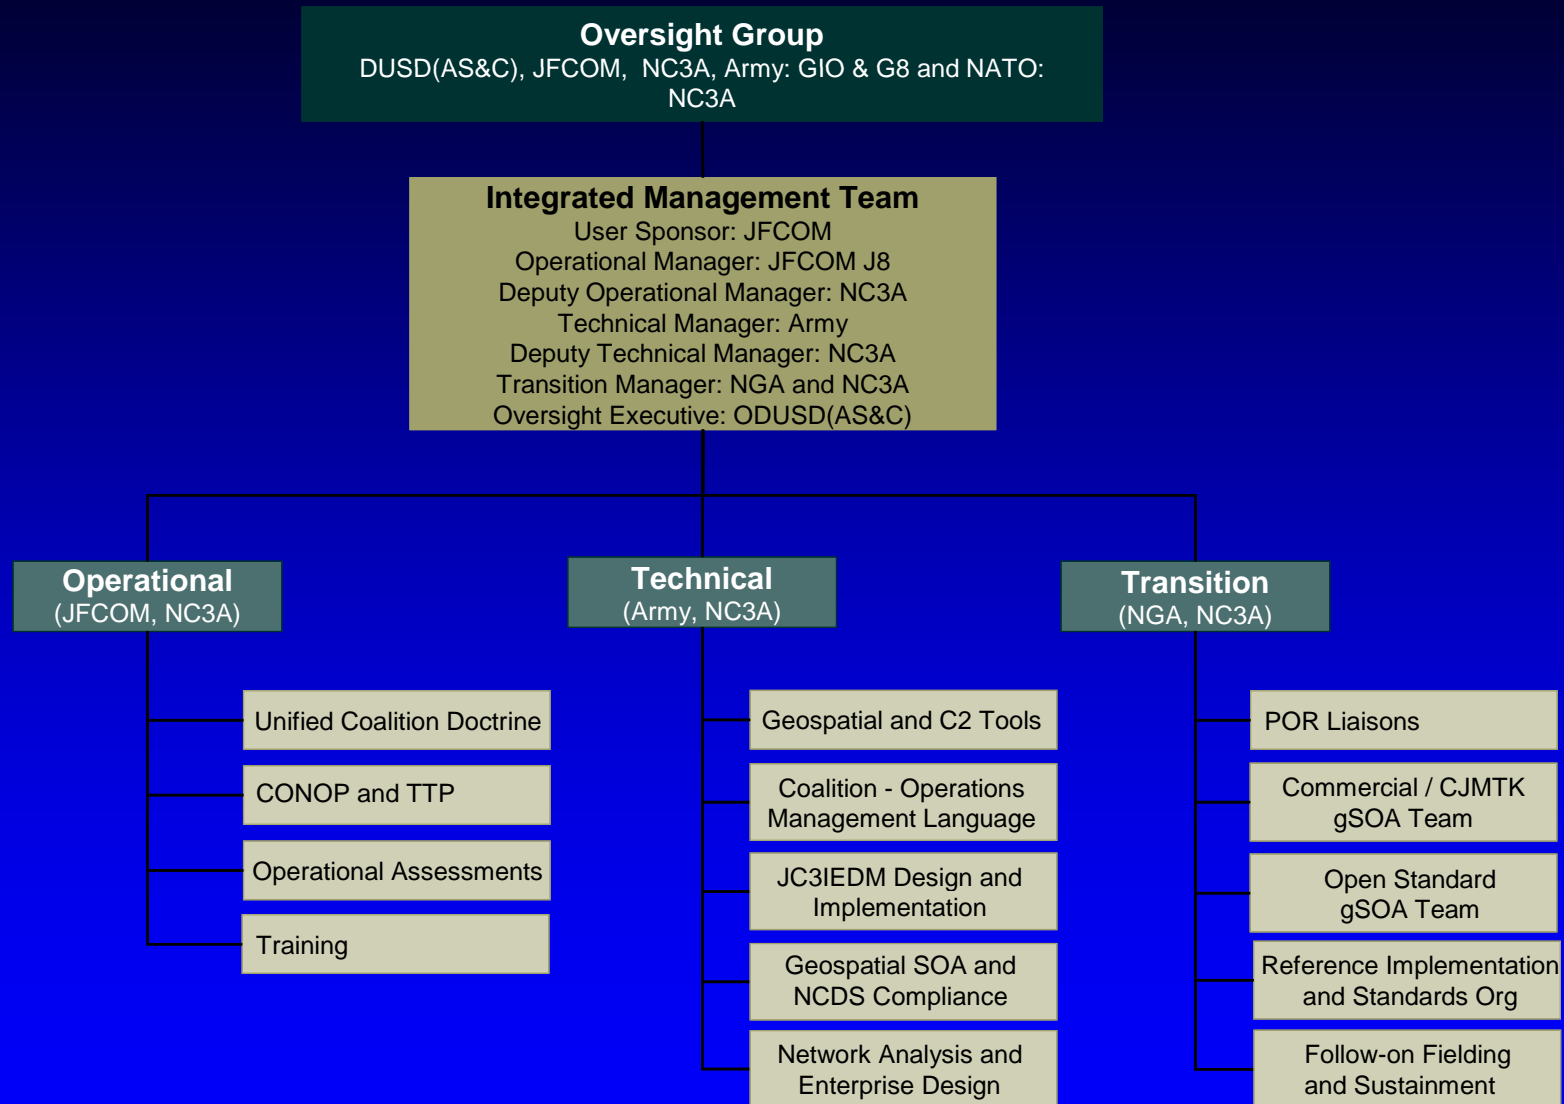 Oversight Group
DUSD(AS&C), JFCOM, NC3A, Army: GIO & G8 and NATO:
NC3A
Integrated Management Team
User Sponsor: JFCOM
Operational Manager: JFCOM J8
Deputy Operational Manager: NC3A
Technical Manager: Army
Deputy Technical Manager: NC3A
Transition Manager: NGA and NC3A
Oversight Executive: ODUSD(AS&C)
Operational
(JFCOM, NC3A)
Unified Coalition Doctrine
CONOP and TTP
Operational Assessments
Training
Technical
(Army, NC3A)
Geospatial and C2 Tools
Coalition - Operations
Management Language
JC3IEDM Design and
Implementation
Geospatial SOA and
NCDS Compliance
Network Analysis and
Enterprise Design
Transition
(NGA, NC3A)
POR Liaisons
Commercial / CJMTK
gSOA Team
Open Standard
gSOA Team
Reference Implementation
and Standards Org
Follow-on Fielding
and Sustainment